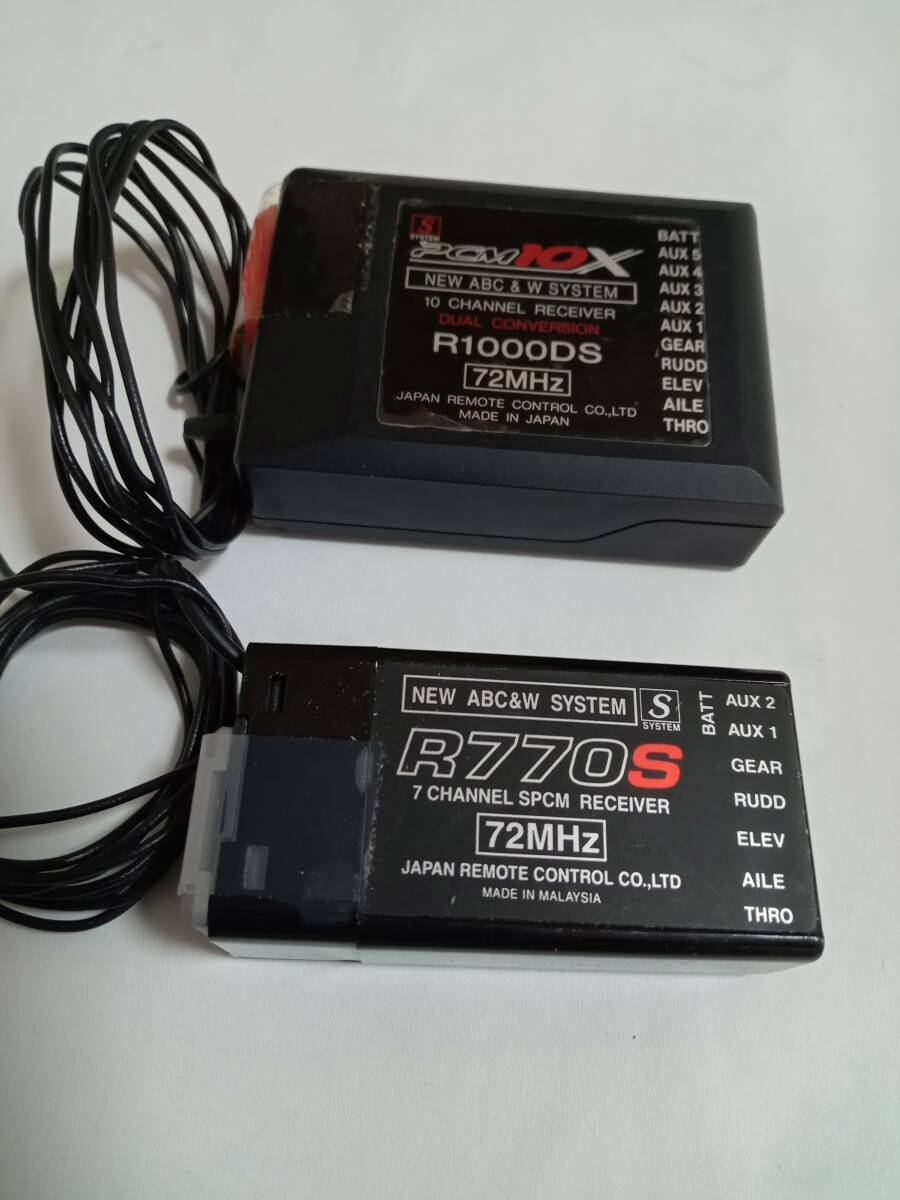 S
SYSTEM
PCM10X
NEW ABC & W SYSTEM
10 CHANNEL RECEIVER
DUAL CONVERSION
R1000DS
72MHz
JAPAN REMOTE CONTROL CO.,LTD
MADE IN JAPAN
BATT
AUX 5
AUX 4
AUX 3
AUX 2
AUX 1
GEAR
RUDD
ELEV
AILE
THRO
NEW ABC&W SYSTEM
S
SYSTEM
R770S
7 CHANNEL SPCM RECEIVER
72MHz
JAPAN REMOTE CONTROL CO.,LTD
MADE IN MALAYSIA
BATT
AUX 2
AUX 1
GEAR
RUDD
ELEV
AILE
THRO